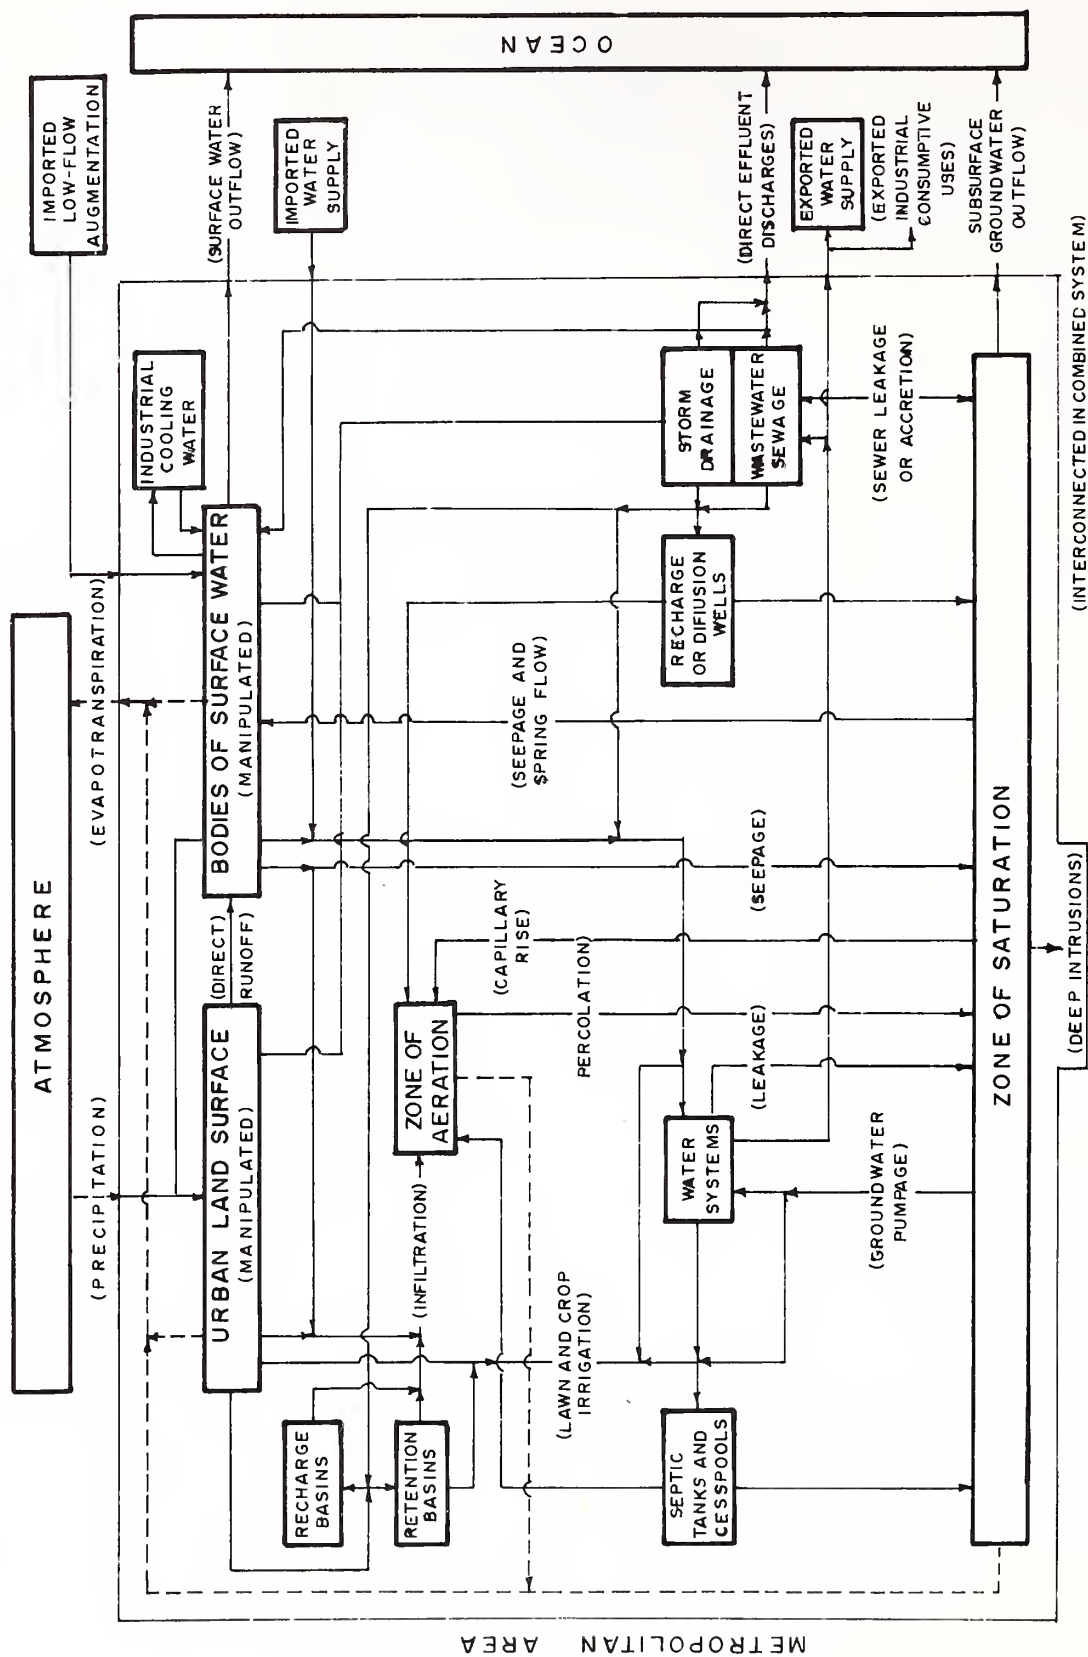 ATMOSPHERE
(PRECIPITATION)
(EVAPOTRANSPIRATION)
IMPORTED
LOW-FLOW
AUGMENTATION
URBAN LAND SURFACE
(MANIPULATED)
(DIRECT)
RUNOFF)
BODIES OF SURFACE WATER
(MANIPULATED)
INDUSTRIAL
COOLING
WATER
(SURFACE WATER
OUTFLOW)
OCEAN
METROPOLITAN AREA
RECHARGE
BASINS
IMPORTED
WATER
SUPPLY
RETENTION
BASINS
(INFILTRATION)
ZONE OF
AERATION
(CAPILLARY
RISE)
(SEEPAGE AND
SPRING FLOW)
(LAWN AND CROP
IRRIGATION)
PERCOLATION)
SEPTIC
TANKS AND
CESSPOOLS
WATER
SYSTEMS
(LEAKAGE)
(SEEPAGE)
RECHARGE
OR DIFIUSION
WELLS
STORM
DRAINAGE
WASTEWATER
SEWAGE
(DIRECT EFFLUENT
DISCHARGES)
EXPORTED
WATER
SUPPLY
(EXPORTED
INDUSTRIAL
CONSUMPTIVE
USES)
(GROUNDWATER
PUMPAGE)
(SEWER LEAKAGE
OR ACCRETION)
SUBSURFACE
GROUNDWATER
OUTFLOW)
ZONE OF SATURATION
(DEEP INTRUSIONS)
(INTERCONNECTED IN COMBINED SYSTEM)